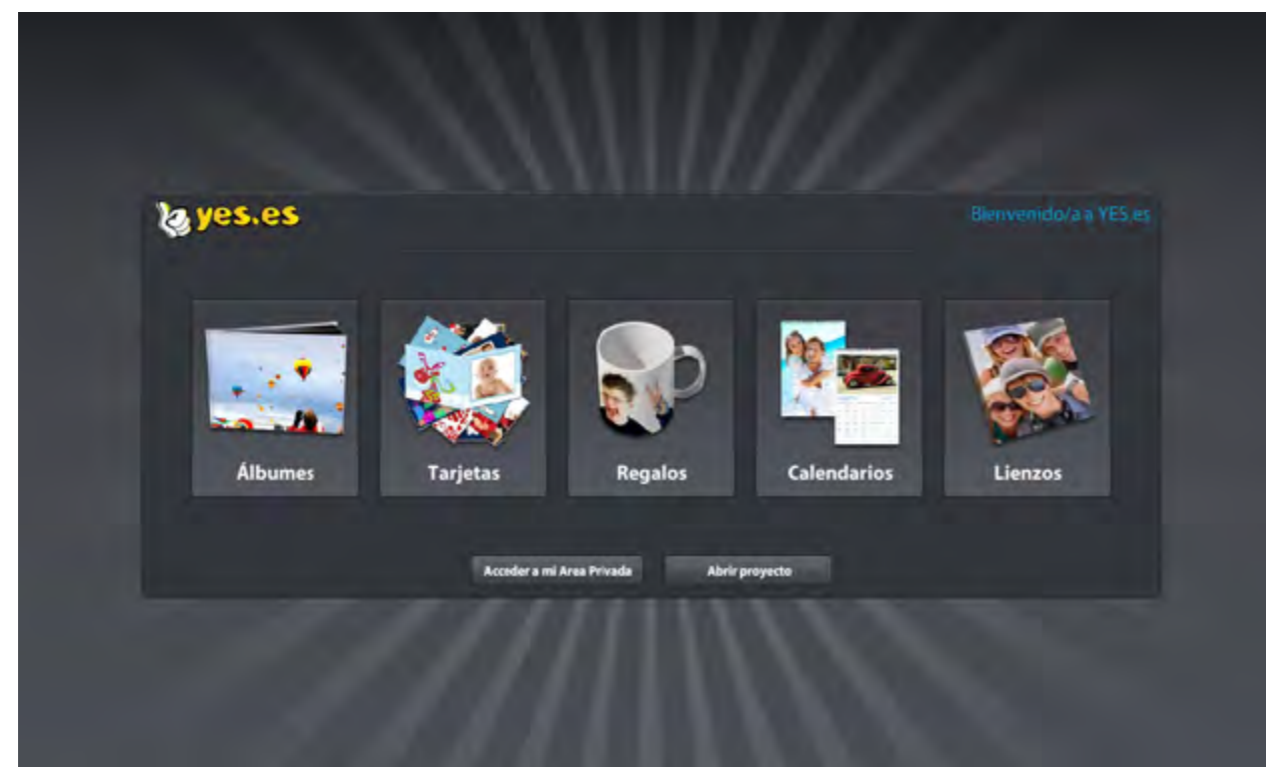 yes.es
Bienvenido/a a YES.es
Álbumes
Tarjetas
Regalos
Calendarios
Lienzos
Acceder a mi Area Privada
Abrir proyecto